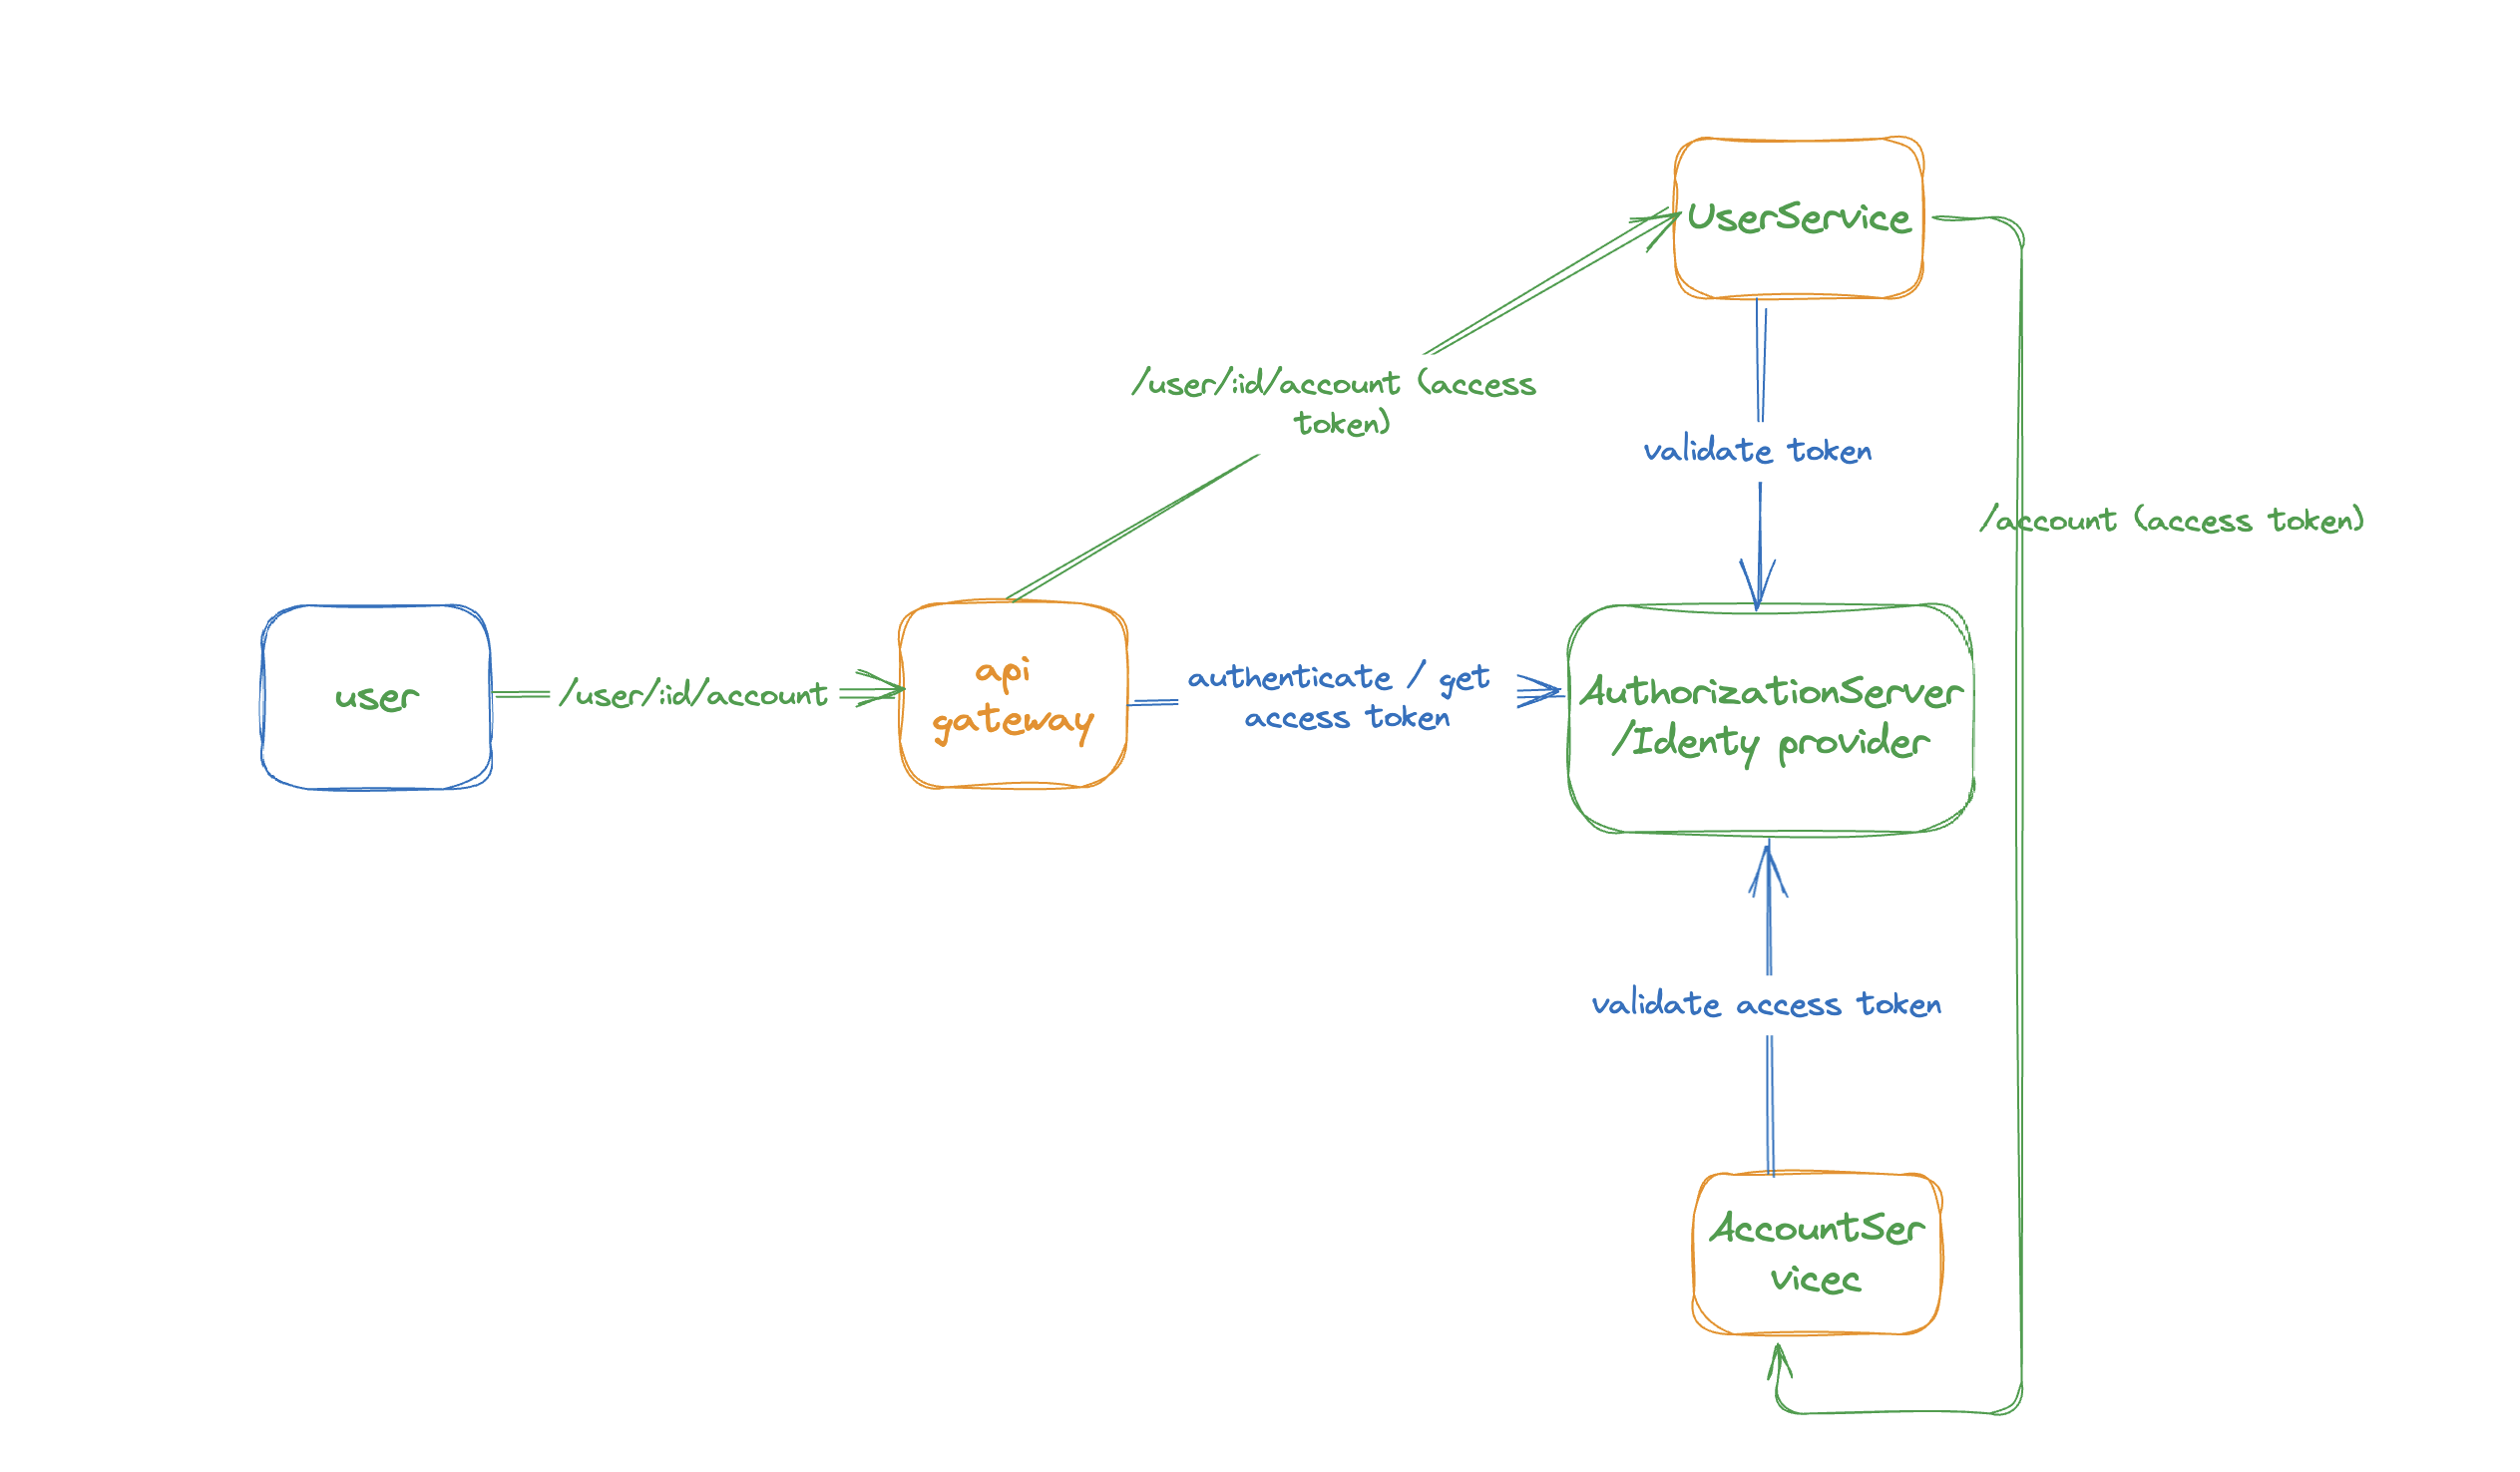 UserService
/user/:id/account (access
token)
validate token
/account (access token)
user
/user/:id/account
api
gateway
authenticate / get
access token
AuthorizationServer
/Identy provider
validate access token
AccountSer
vicec